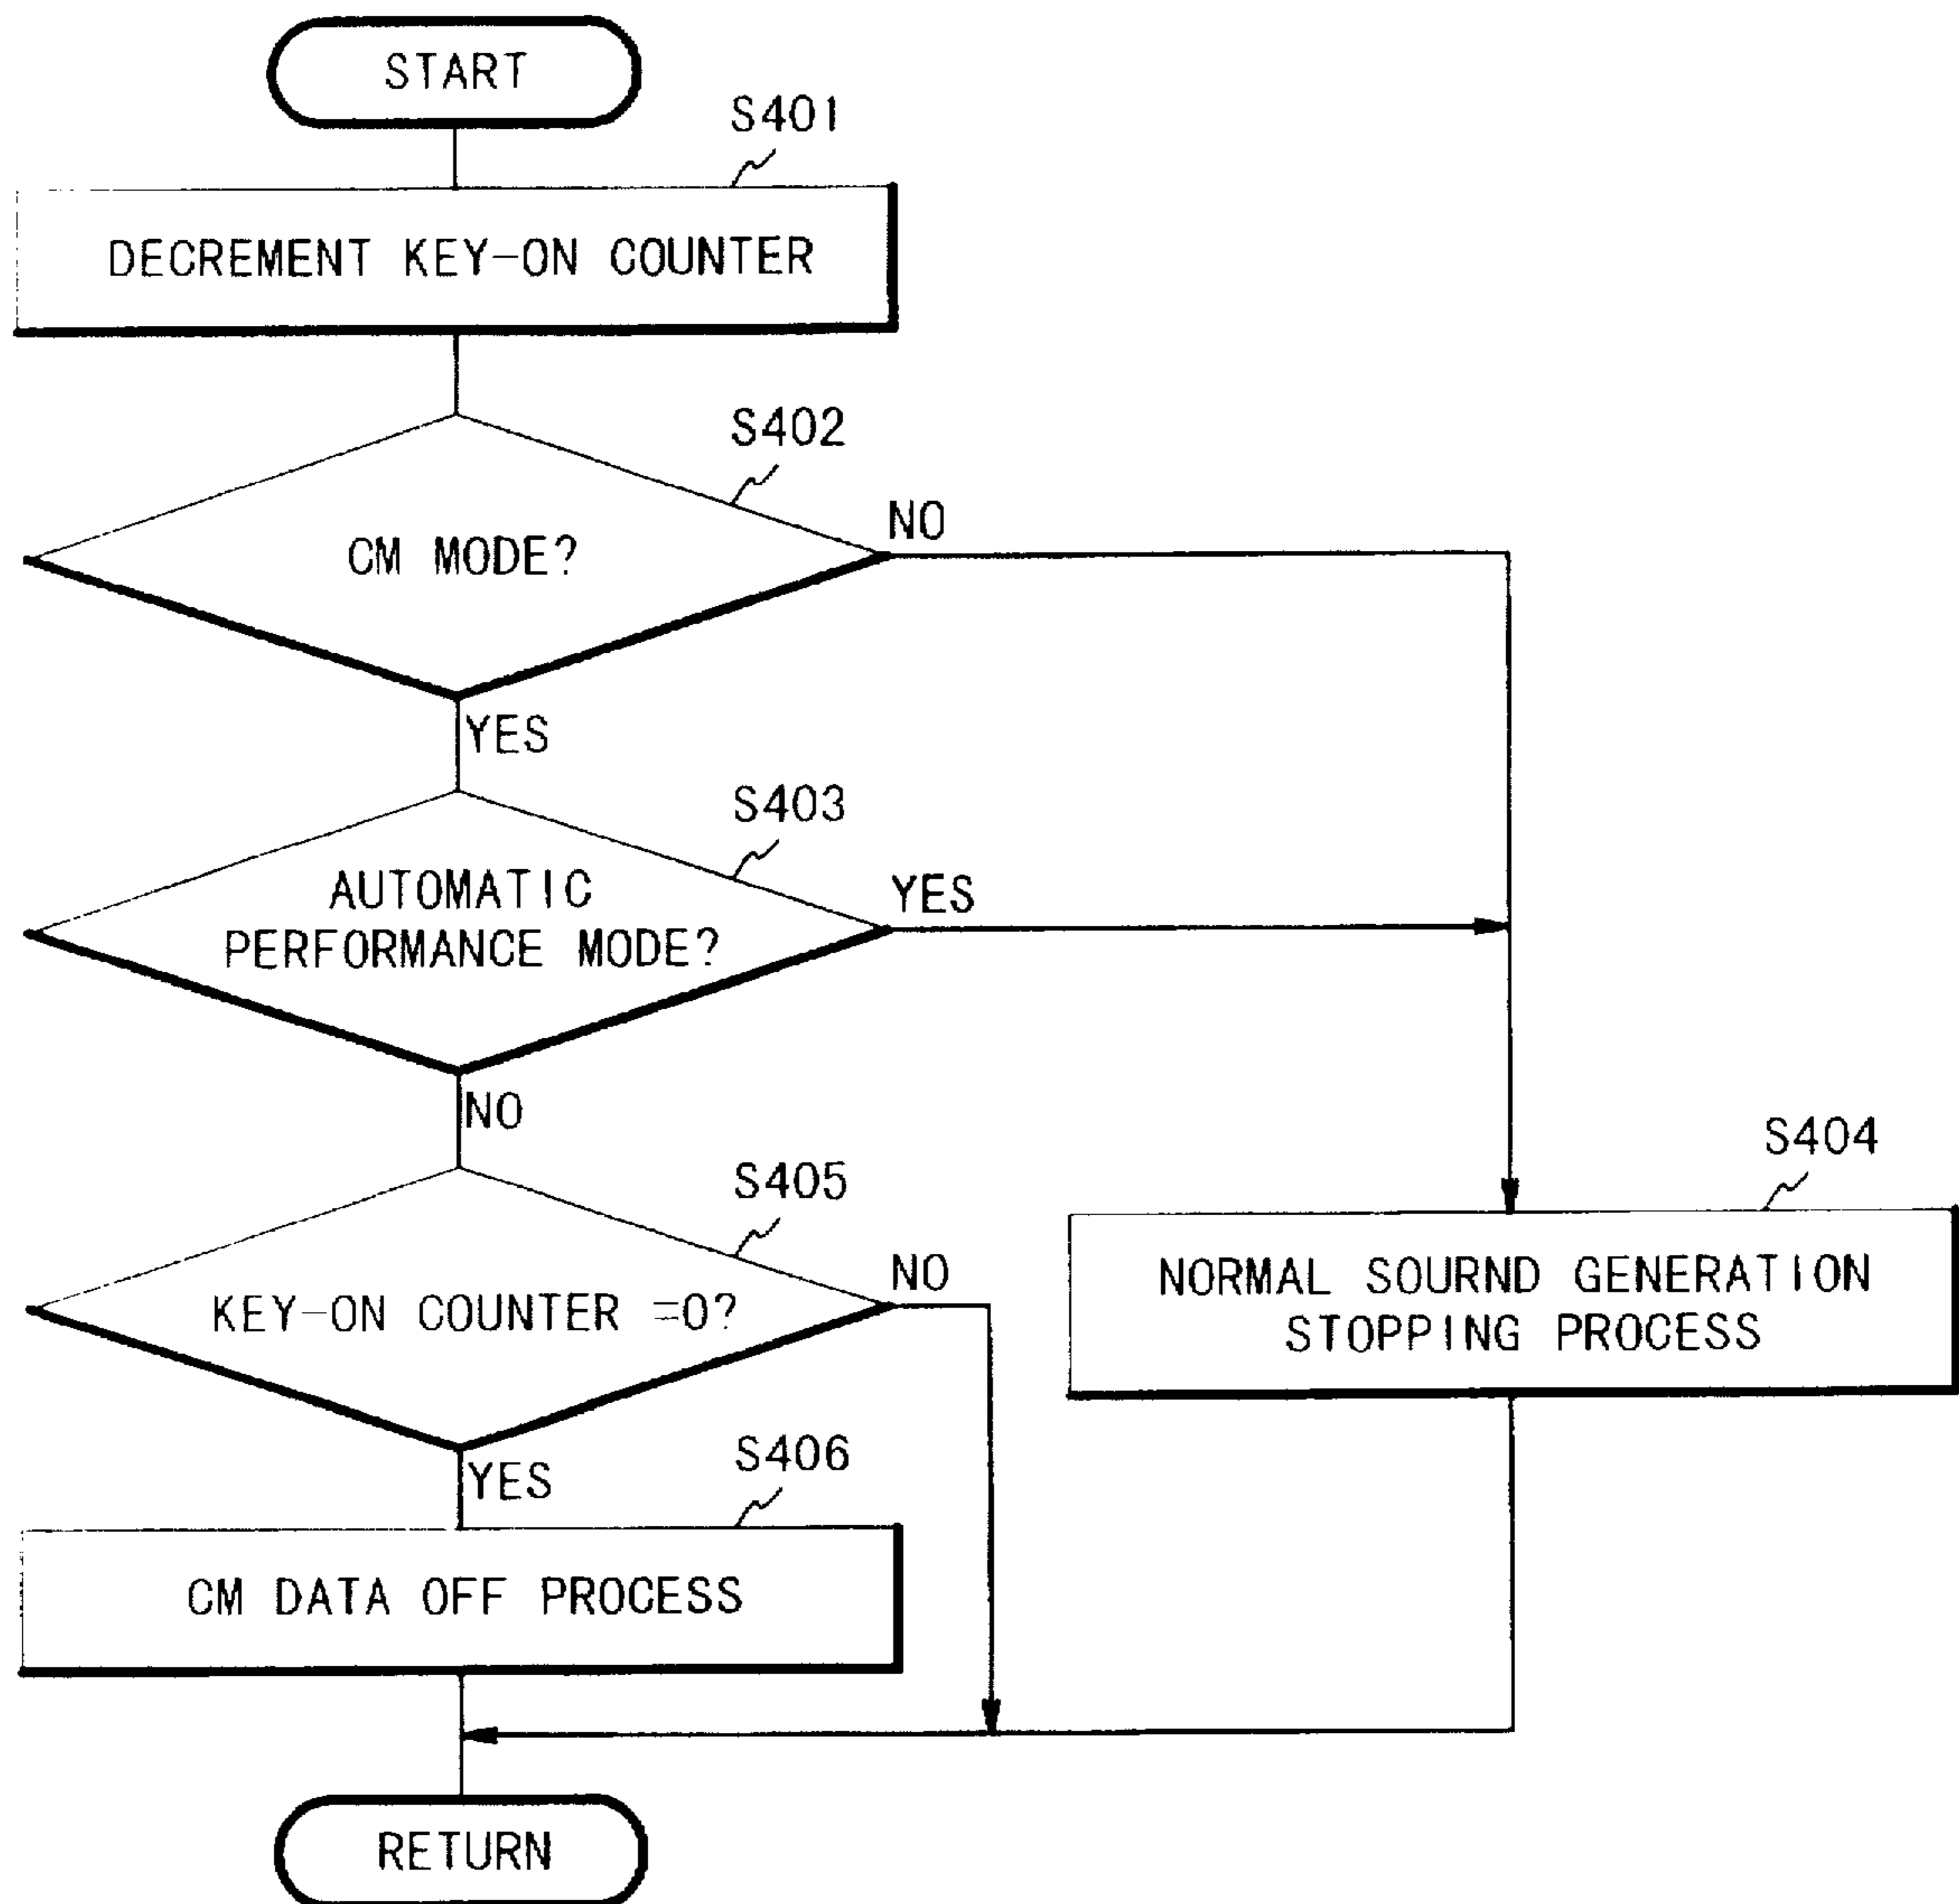 START
S401
DECREMENT KEY-ON COUNTER
S402
CM MODE?
NO
YES
S403
AUTOMATIC
PERFORMANCE MODE?
YES
NO
S404
NORMAL SOURND GENERATION
STOPPING PROCESS
S405
KEY-ON COUNTER =0?
NO
YES
S406
CM DATA OFF PROCESS
RETURN